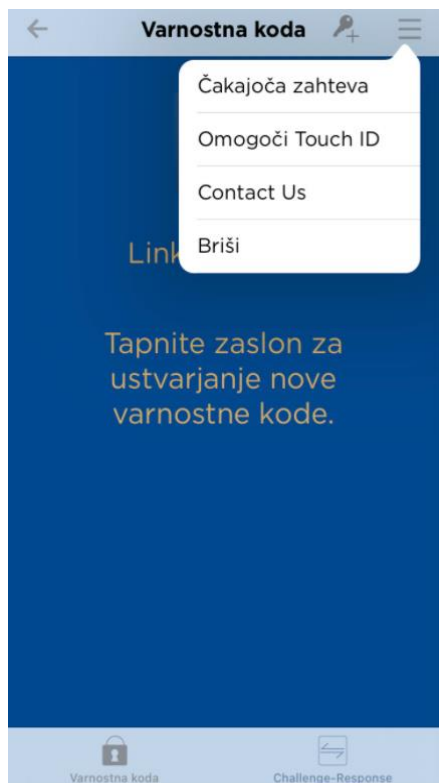 Varnostna koda
Čakajoča zahteva
Omogoči Touch ID
Contact Us
Briši
Tapnite zaslon za
ustvarjanje nove
varnostne kode.
Varnostna koda
Challenge-Response